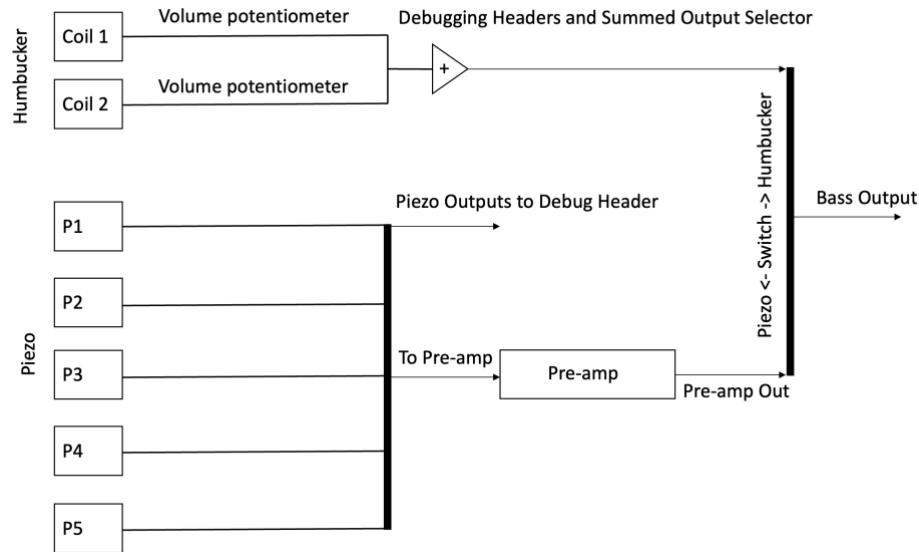 Humbucker
Coil 1
Volume potentiometer
Debugging Headers and Summed Output Selector
+
Coil 2
Volume potentiometer
Piezo <- Switch -> Humbucker
Bass Output
Piezo
P1
Piezo Outputs to Debug Header
P2
P3
To Pre-amp
Pre-amp
Pre-amp Out
P4
P5